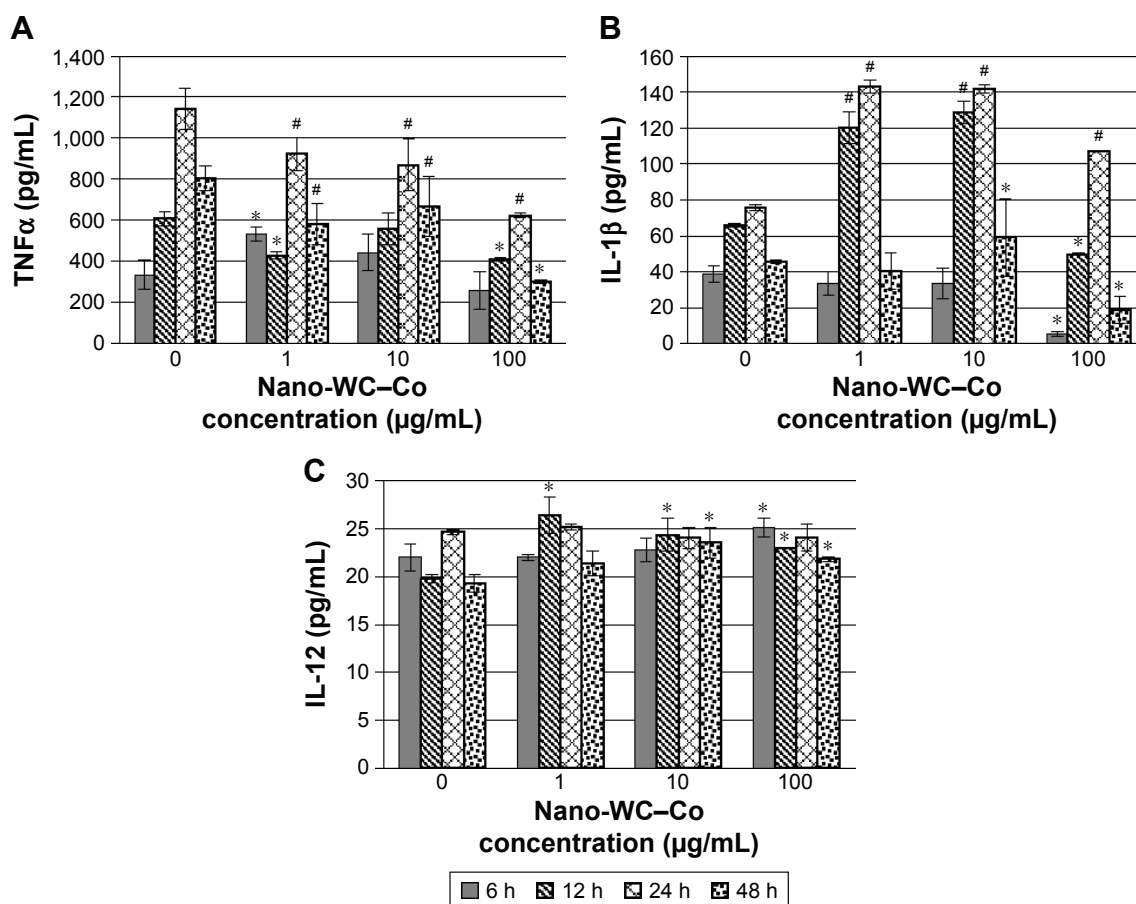 A
1,400
1,200
1,000
800
600
400
200
0
TNFα (pg/mL)
* * # # # # * # *
0 1 10 100
Nano-WC–Co
concentration (µg/mL)
B
160
140
120
100
80
60
40
20
0
IL-1β (pg/mL)
# # # # * * * # *
0 1 10 100
Nano-WC–Co
concentration (µg/mL)
C
30
25
20
15
10
5
0
IL-12 (pg/mL)
* * * * * *
0 1 10 100
Nano-WC–Co
concentration (µg/mL)
6 h 12 h 24 h 48 h